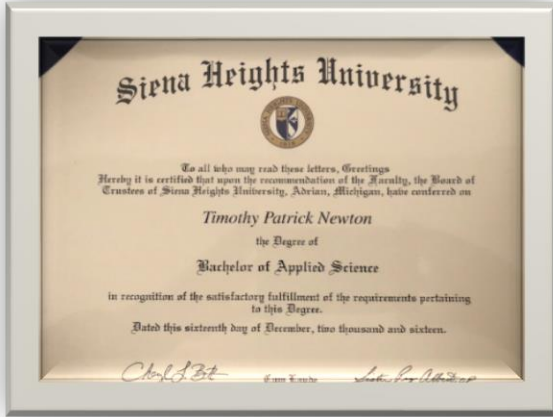 Siena Heights University
To all who may read these letters, Greetings
Hereby it is certified that upon the recommendation of the Faculty, the Board of
Trustees of Siena Heights University, Adrian, Michigan, have conferred on
Timothy Patrick Newton
the Degree of
Bachelor of Applied Science
in recognition of the satisfactory fulfillment of the requirements pertaining
to this Degree.
Dated this sixteenth day of December, two thousand and sixteen.
Cum Laude